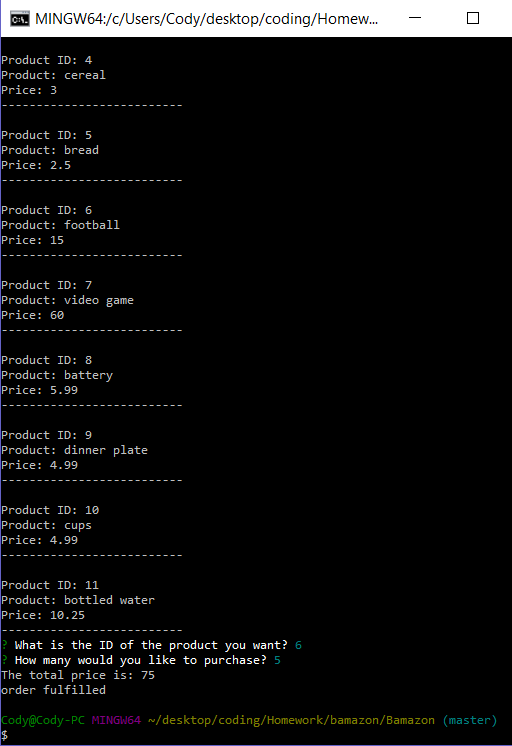 MINGW64:/c/Users/Cody/desktop/coding/Homew...
Product ID: 4
Product: cereal
Price: 3
--------------------------
Product ID: 5
Product: bread
Price: 2.5
--------------------------
Product ID: 6
Product: football
Price: 15
--------------------------
Product ID: 7
Product: video game
Price: 60
--------------------------
Product ID: 8
Product: battery
Price: 5.99
--------------------------
Product ID: 9
Product: dinner plate
Price: 4.99
--------------------------
Product ID: 10
Product: cups
Price: 4.99
--------------------------
Product ID: 11
Product: bottled water
Price: 10.25
--------------------------
? What is the ID of the product you want? 6
? How many would you like to purchase? 5
The total price is: 75
order fulfilled
Cody@Cody-PC MINGW64 ~/desktop/coding/Homework/bamazon/Bamazon (master)
$